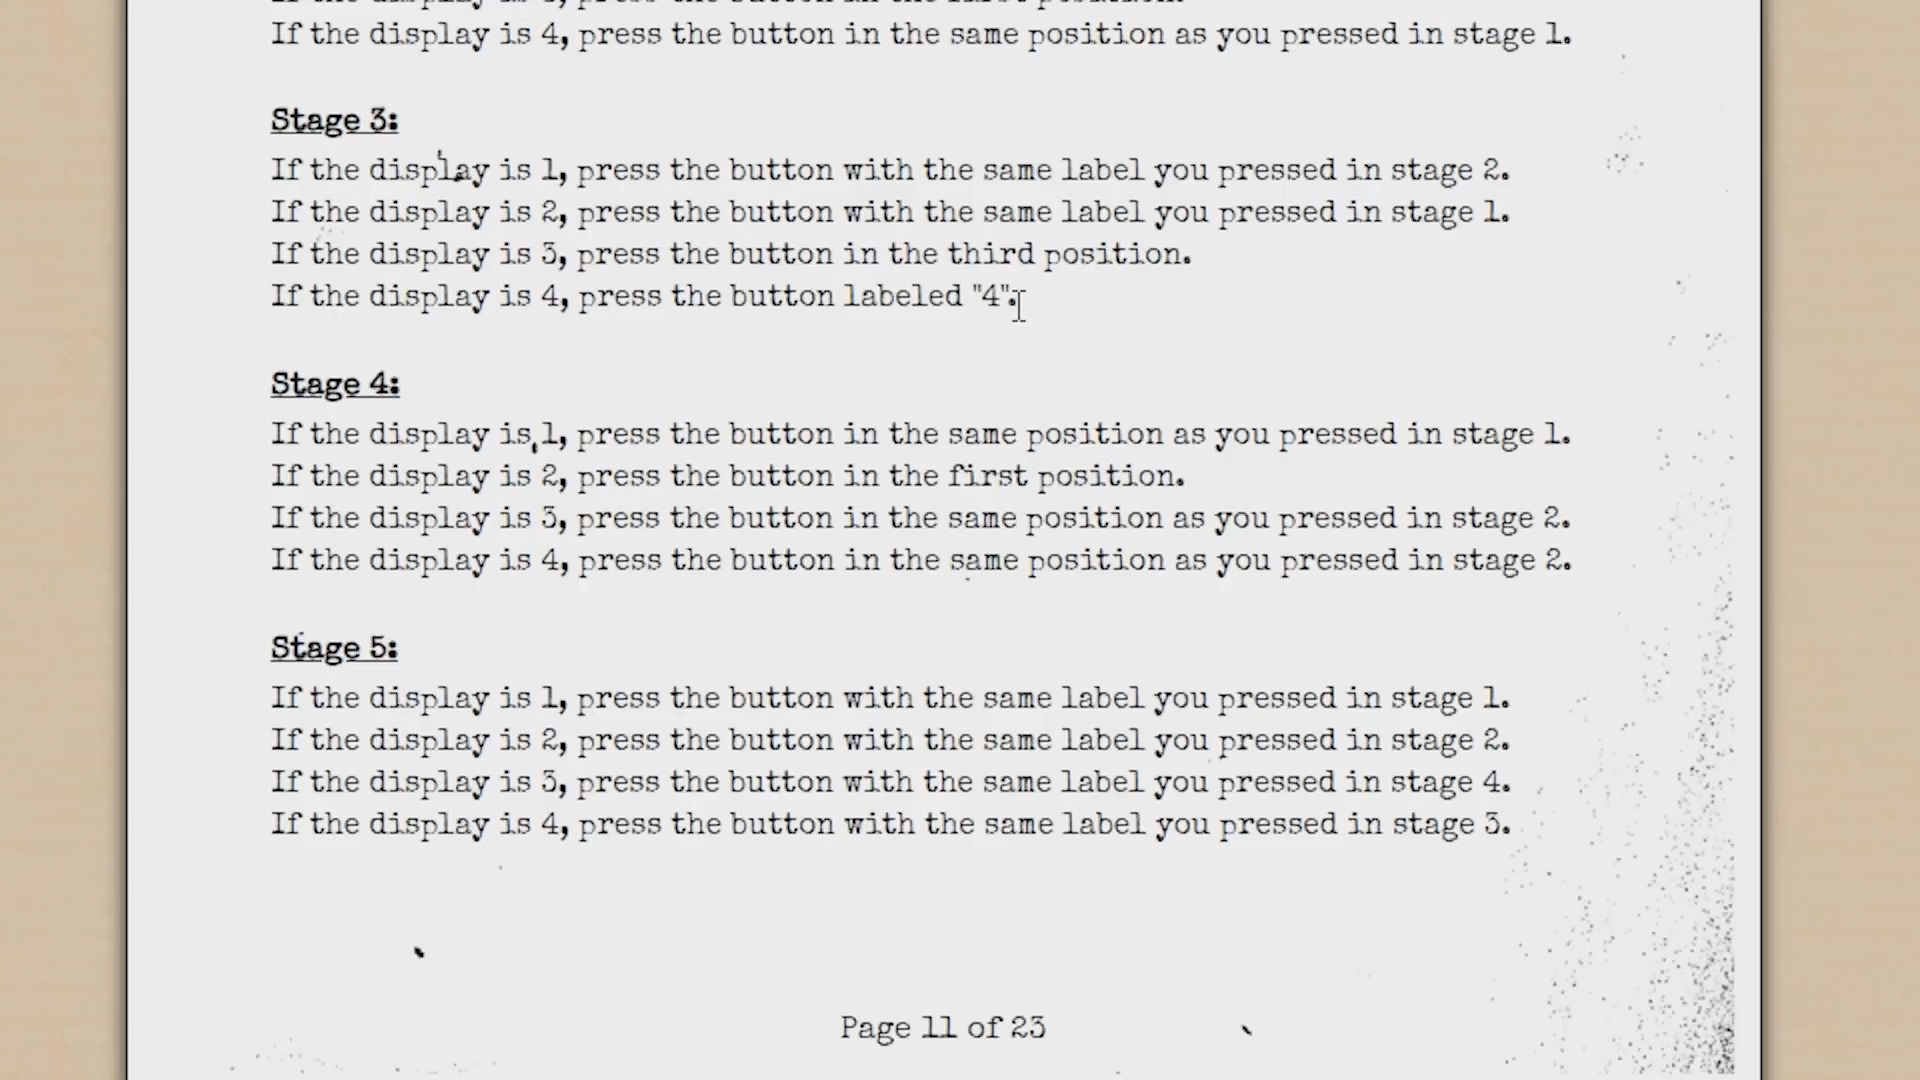 If the display is 4, press the button in the same position as you pressed in stage 1.
Stage 3:
If the display is 1, press the button with the same label you pressed in stage 2.
If the display is 2, press the button with the same label you pressed in stage 1.
If the display is 3, press the button in the third position.
If the display is 4, press the button labeled "4".
Stage 4:
If the display is 1, press the button in the same position as you pressed in stage 1.
If the display is 2, press the button in the first position.
If the display is 3, press the button in the same position as you pressed in stage 2.
If the display is 4, press the button in the same position as you pressed in stage 2.
Stage 5:
If the display is 1, press the button with the same label you pressed in stage 1.
If the display is 2, press the button with the same label you pressed in stage 2.
If the display is 3, press the button with the same label you pressed in stage 4.
If the display is 4, press the button with the same label you pressed in stage 3.
Page 11 of 23